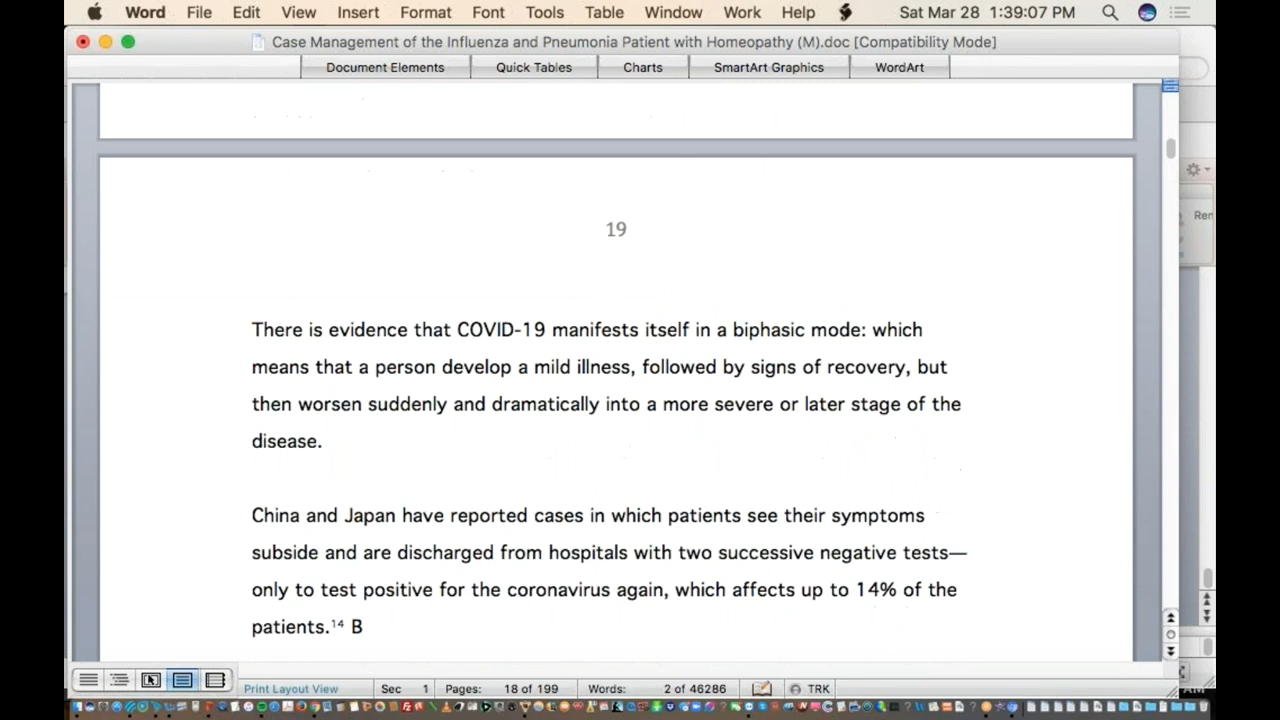 Word File Edit View Insert Format Font Tools Table Window Work Help Sat Mar 28 1:39:07 PM
Case Management of the Influenza and Pneumonia Patient with Homeopathy (M).doc [Compatibility Mode]
Document Elements Quick Tables Charts SmartArt Graphics WordArt
19
There is evidence that COVID-19 manifests itself in a biphasic mode: which
means that a person develop a mild illness, followed by signs of recovery, but
then worsen suddenly and dramatically into a more severe or later stage of the
disease.
China and Japan have reported cases in which patients see their symptoms
subside and are discharged from hospitals with two successive negative tests—
only to test positive for the coronavirus again, which affects up to 14% of the
patients.¹⁴ B
Print Layout View Sec 1 Pages: 18 of 199 Words: 2 of 46286 TRK